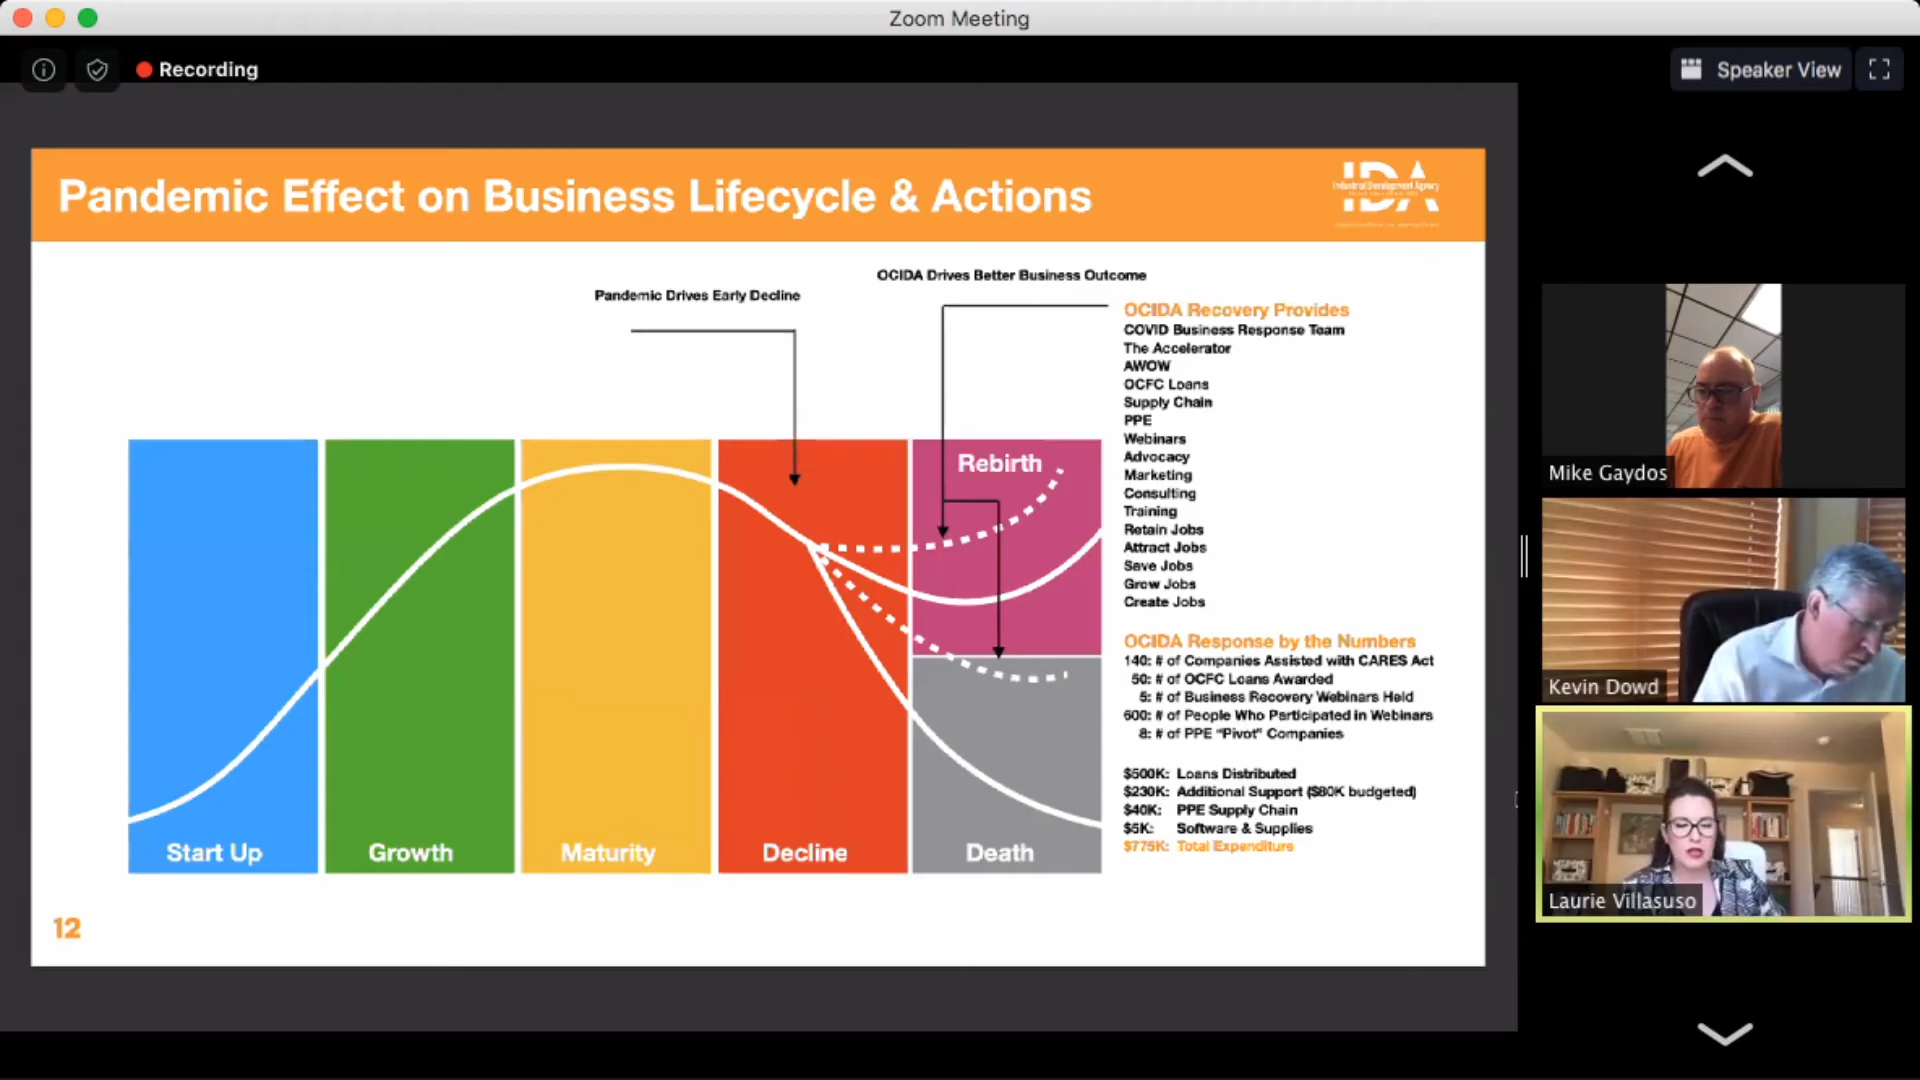 Zoom Meeting
Recording
Speaker View
Pandemic Effect on Business Lifecycle & Actions
IDA
Industrial Development Agency
OCIDA Drives Better Business Outcome
Pandemic Drives Early Decline
OCIDA Recovery Provides
COVID Business Response Team
The Accelerator
AWOW
OCFC Loans
Supply Chain
PPE
Webinars
Advocacy
Marketing
Consulting
Training
Retain Jobs
Attract Jobs
Save Jobs
Grow Jobs
Create Jobs
OCIDA Response by the Numbers
140: # of Companies Assisted with CARES Act
50: # of OCFC Loans Awarded
5: # of Business Recovery Webinars Held
600: # of People Who Participated in Webinars
8: # of PPE "Pivot" Companies
$500K: Loans Distributed
$230K: Additional Support ($80K budgeted)
$40K: PPE Supply Chain
$5K: Software & Supplies
$775K: Total Expenditure
Rebirth
Start Up
Growth
Maturity
Decline
Death
12
Mike Gaydos
Kevin Dowd
Laurie Villasuso